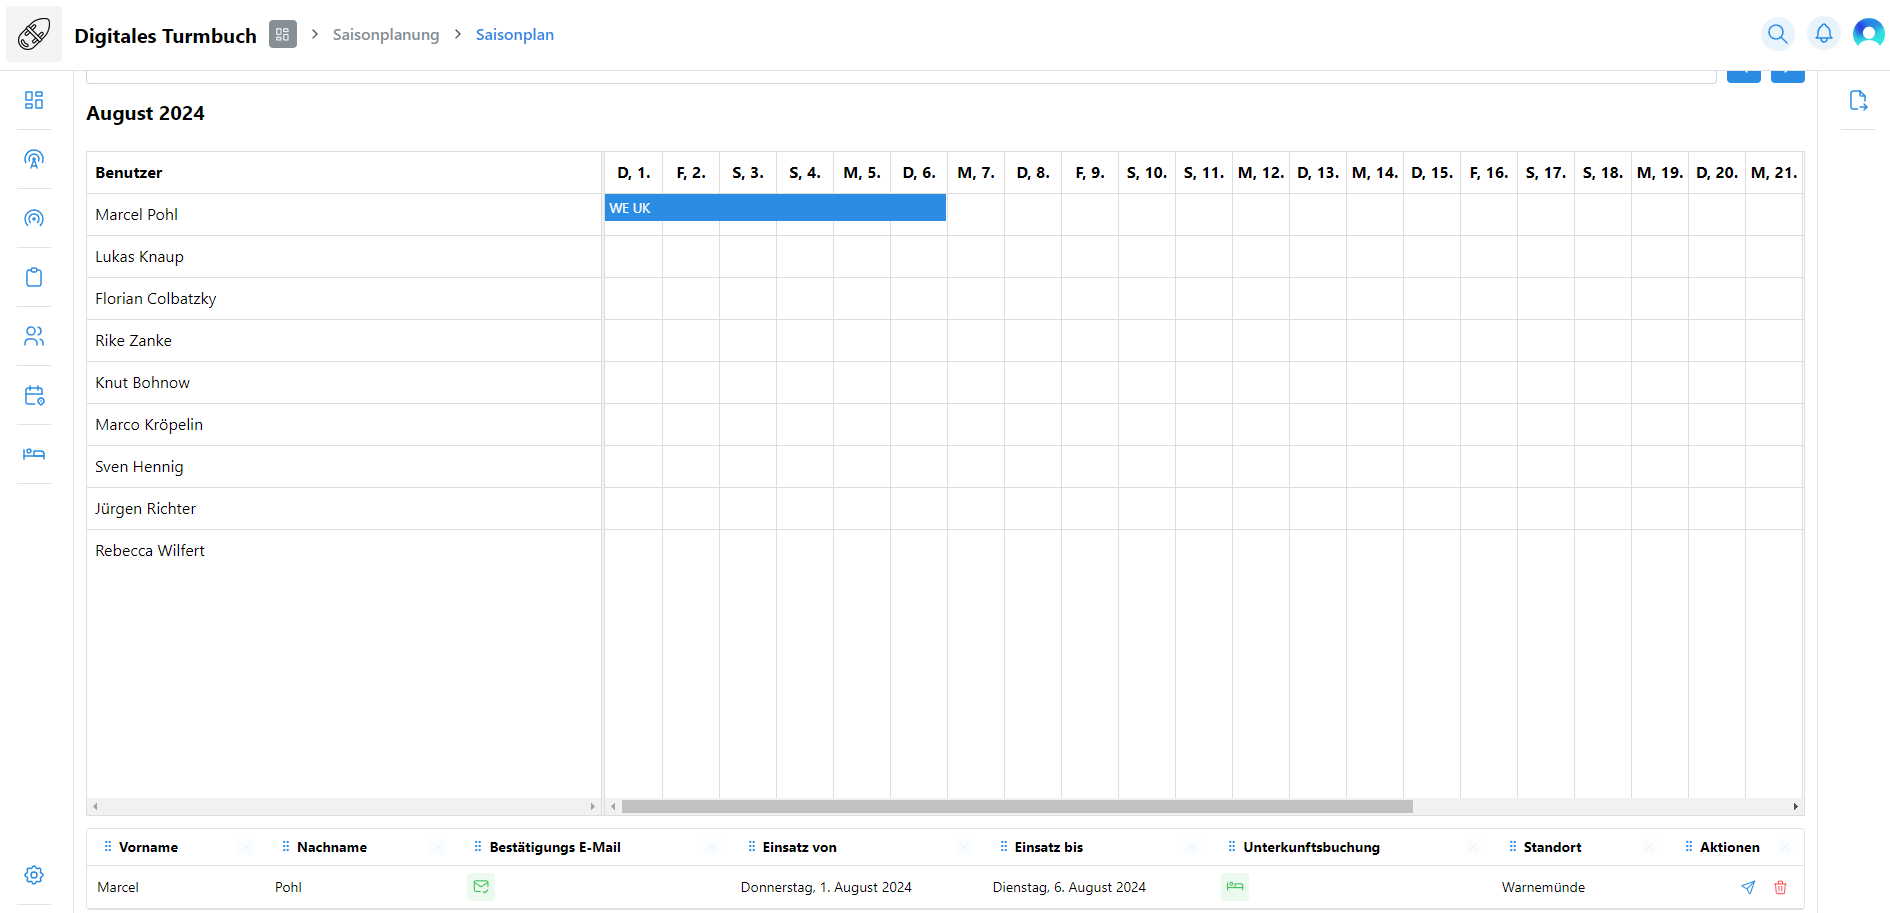 Digitales Turmbuch > Saisonplanung > Saisonplan
August 2024
Benutzer D, 1. F, 2. S, 3. S, 4. M, 5. D, 6. M, 7. D, 8. F, 9. S, 10. S, 11. M, 12. D, 13. M, 14. D, 15. F, 16. S, 17. S, 18. M, 19. D, 20. M, 21.
Marcel Pohl WE UK
Lukas Knaup
Florian Colbatzky
Rike Zanke
Knut Bohnow
Marco Kröpelin
Sven Hennig
Jürgen Richter
Rebecca Wilfert
Vorname Nachname Bestätigungs E-Mail Einsatz von Einsatz bis Unterkunftsbuchung Standort Aktionen
Marcel Pohl Donnerstag, 1. August 2024 Dienstag, 6. August 2024 Warnemünde